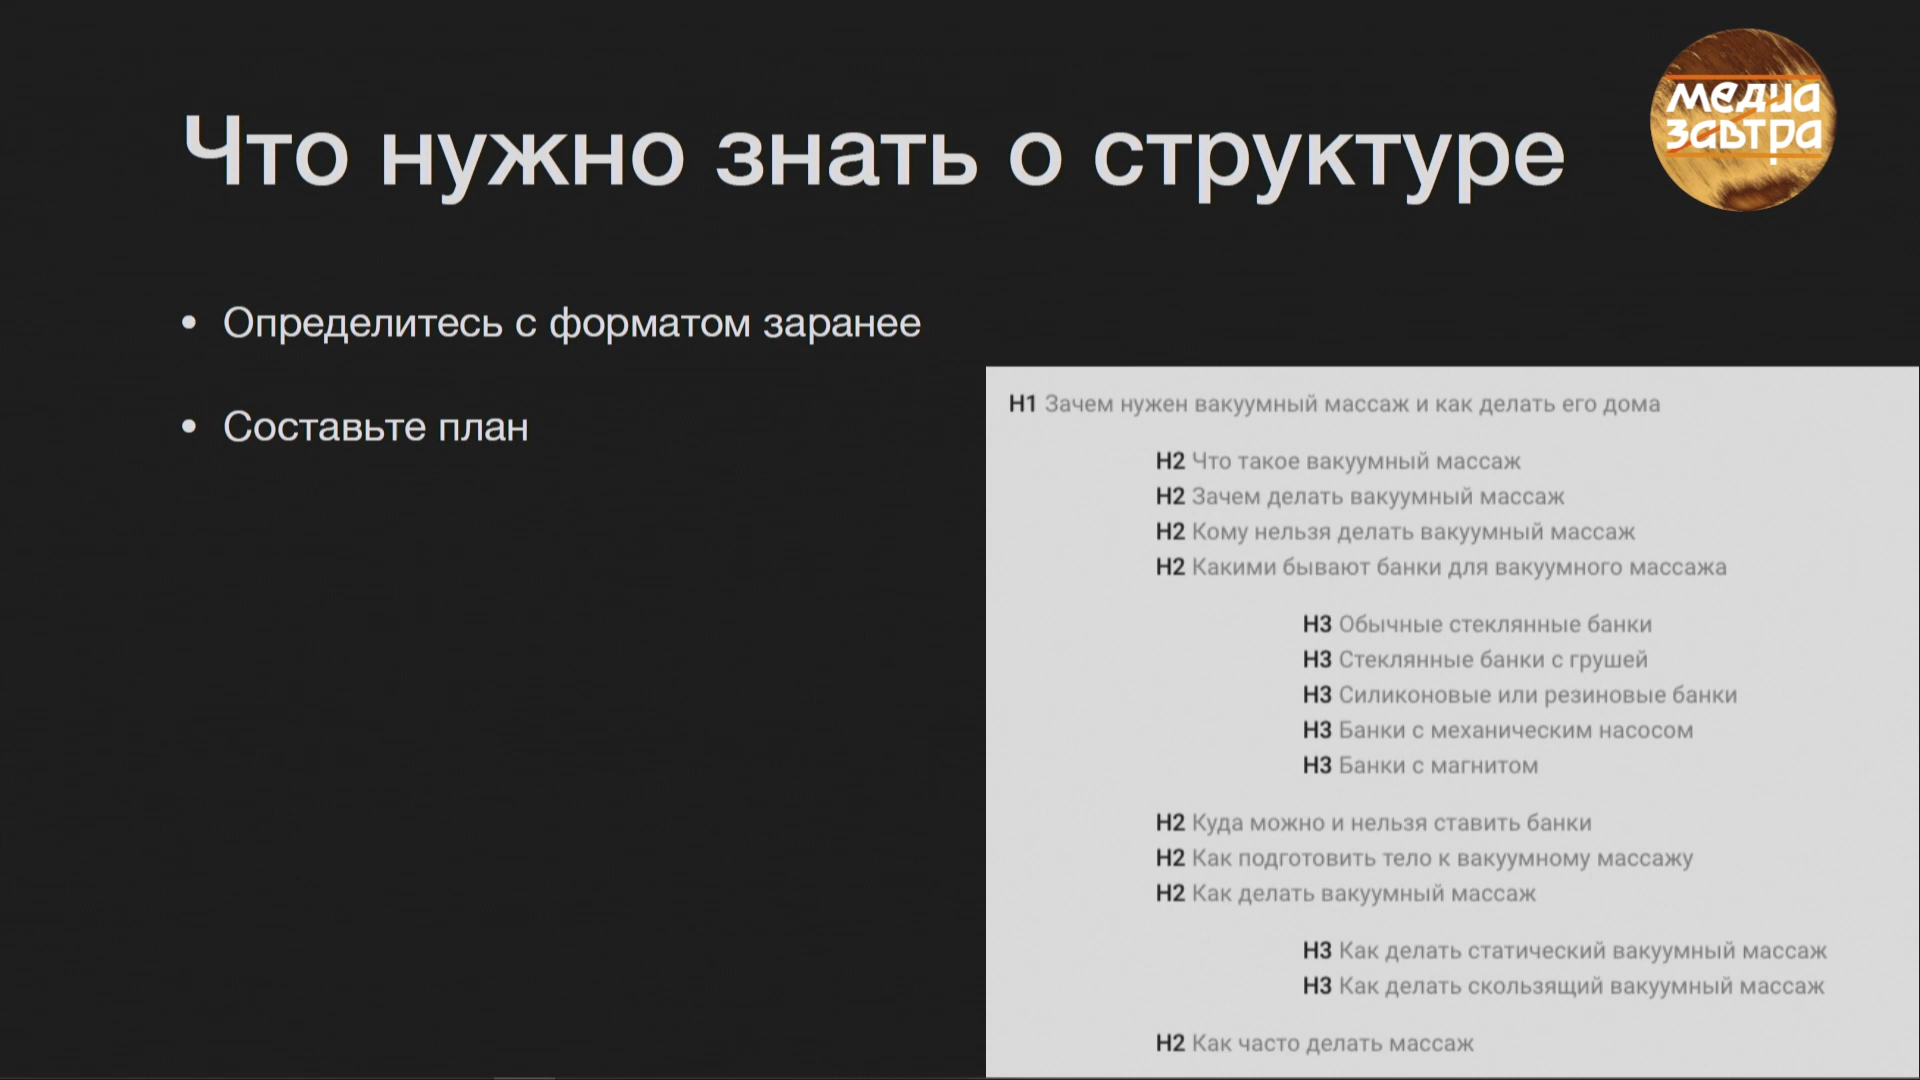 медиа
завтра
Что нужно знать о структуре
• Определитесь с форматом заранее
• Составьте план
H1 Зачем нужен вакуумный массаж и как делать его дома
H2 Что такое вакуумный массаж
H2 Зачем делать вакуумный массаж
H2 Кому нельзя делать вакуумный массаж
H2 Какими бывают банки для вакуумного массажа
H3 Обычные стеклянные банки
H3 Стеклянные банки с грушей
H3 Силиконовые или резиновые банки
H3 Банки с механическим насосом
H3 Банки с магнитом
H2 Куда можно и нельзя ставить банки
H2 Как подготовить тело к вакуумному массажу
H2 Как делать вакуумный массаж
H3 Как делать статический вакуумный массаж
H3 Как делать скользящий вакуумный массаж
H2 Как часто делать массаж